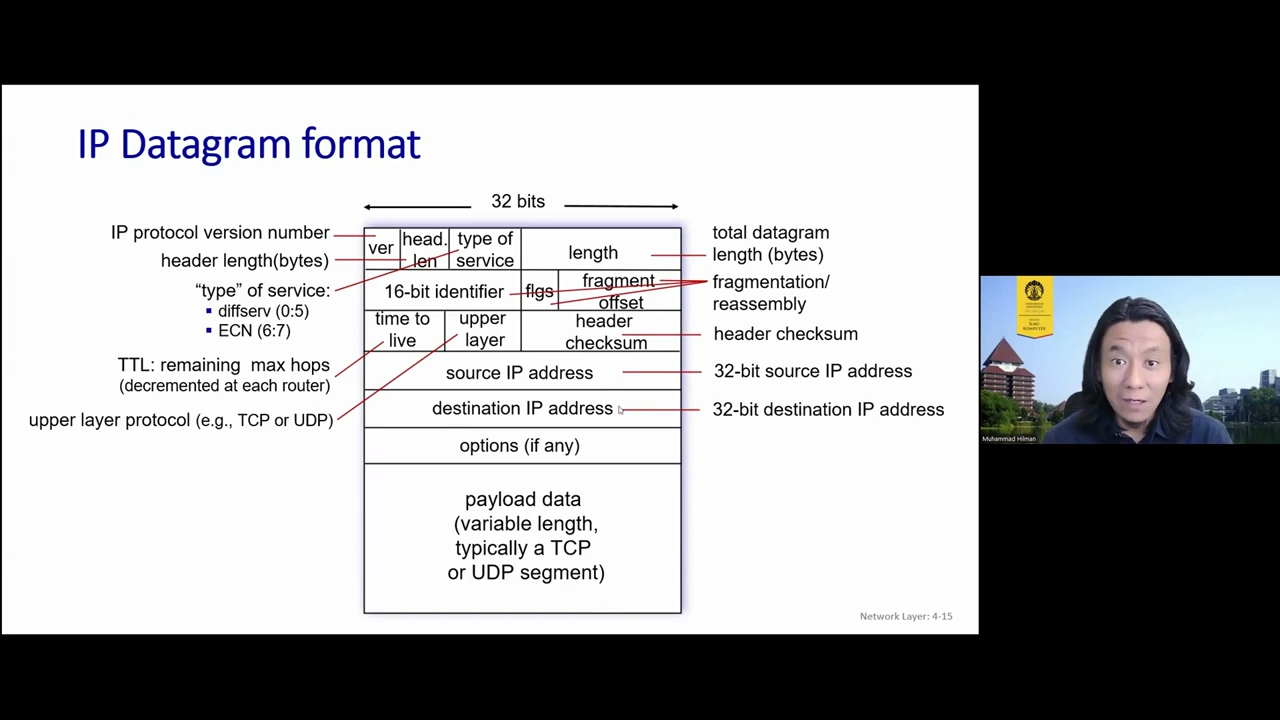 IP Datagram format
32 bits
IP protocol version number
header length(bytes)
“type” of service:
▪ diffserv (0:5)
▪ ECN (6:7)
TTL: remaining max hops
(decremented at each router)
upper layer protocol (e.g., TCP or UDP)
ver
head.
len
type of
service
length
16-bit identifier
flgs
fragment
offset
time to
live
upper
layer
header
checksum
source IP address
destination IP address
options (if any)
payload data
(variable length,
typically a TCP
or UDP segment)
total datagram
length (bytes)
fragmentation/
reassembly
header checksum
32-bit source IP address
32-bit destination IP address
Network Layer: 4-15
ILMU
KOMPUTER
Muhammad Hilman